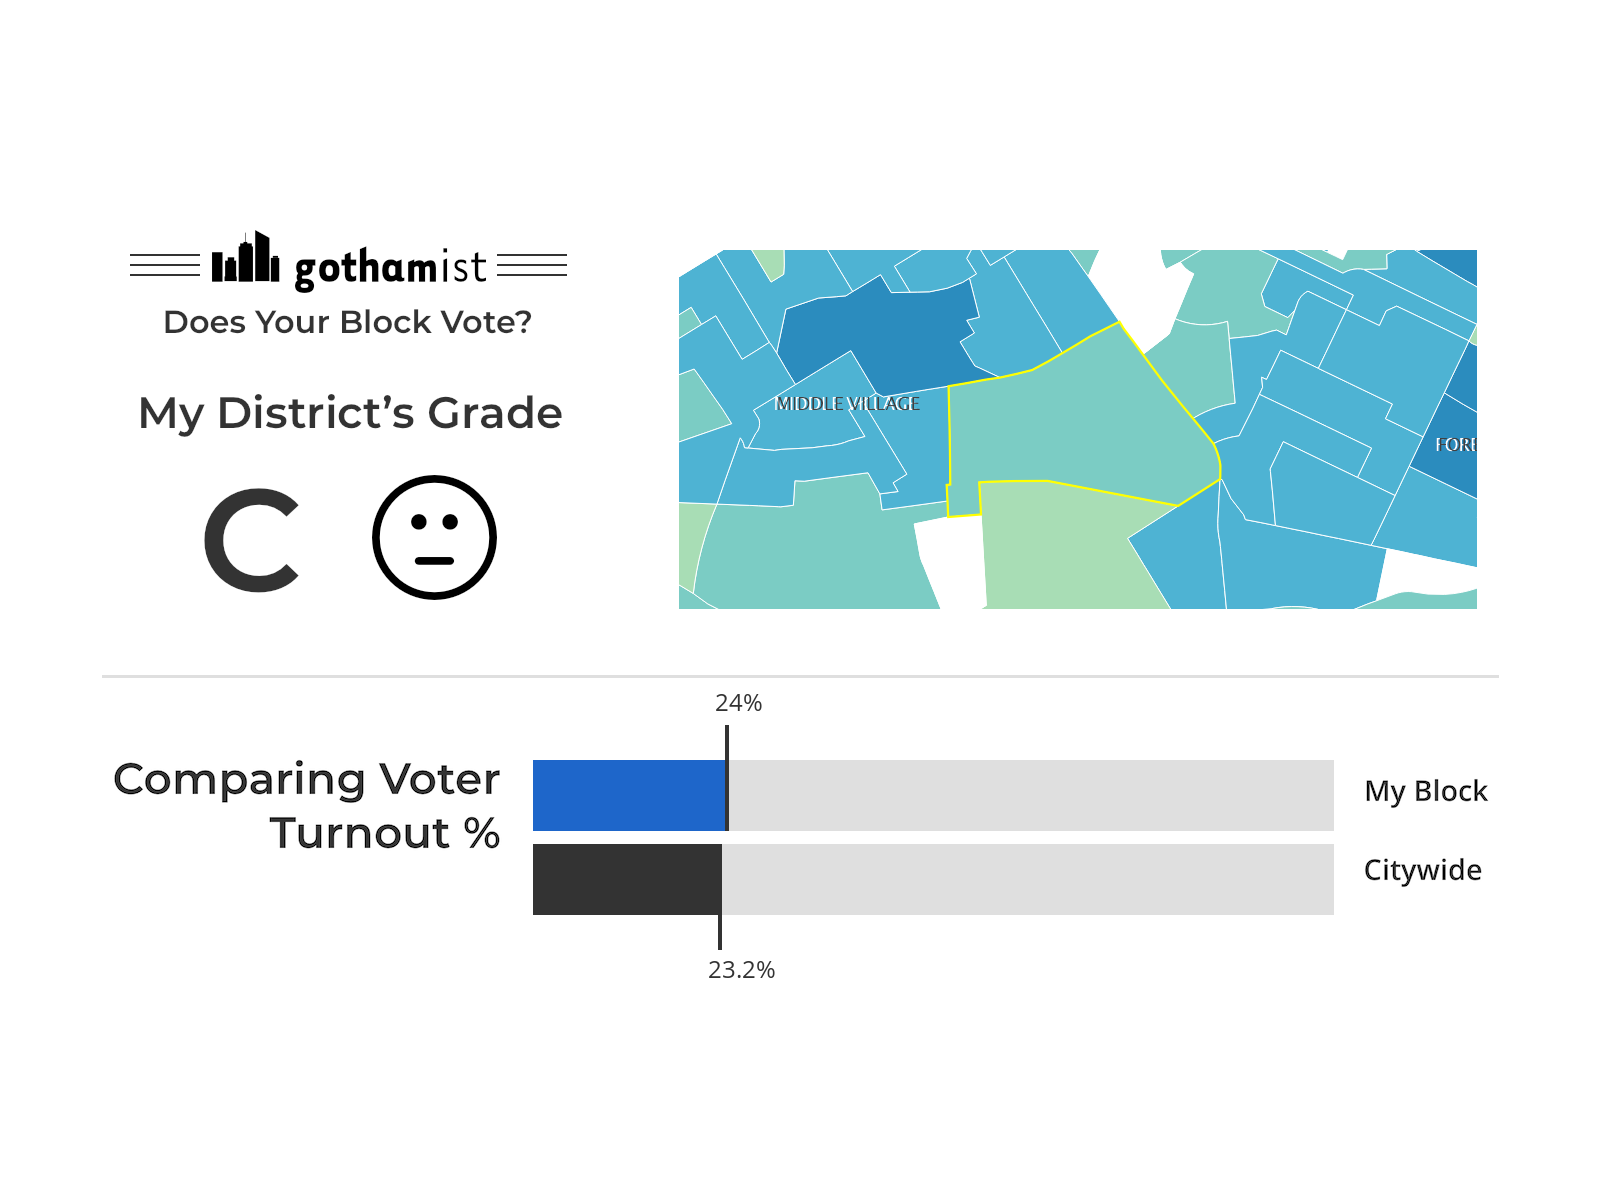 gothamist
Does Your Block Vote?
My District’s Grade
C
MIDDLE VILLAGE
FORE
24%
Comparing Voter
Turnout %
My Block
Citywide
23.2%